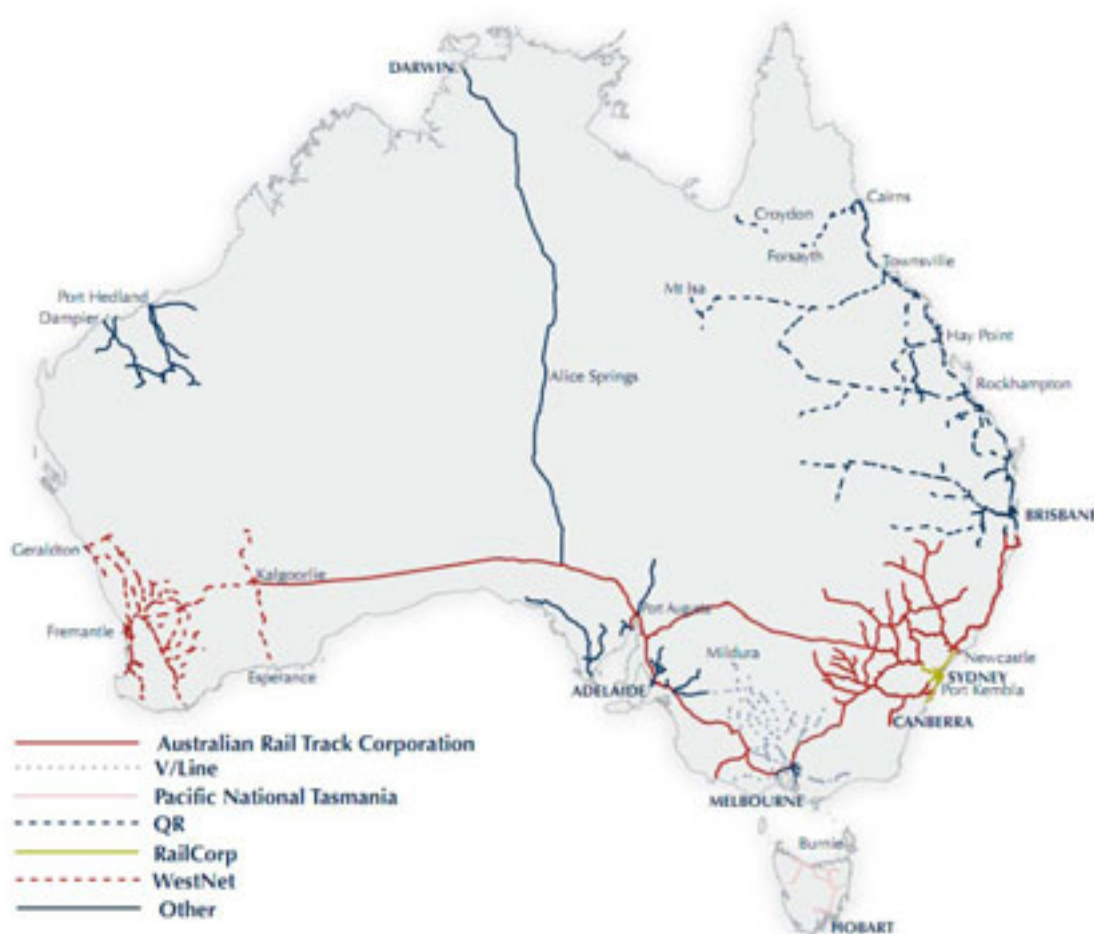 DARWIN
Cairns
Croydon
Forsayth
Townsville
Mt Isa
Port Hedland
Dampier
Hay Point
Alice Springs
Rockhampton
BRISBANE
Geraldton
Kalgoorlie
Port Augusta
Fremantle
Mildura
Newcastle
Esperance
SYDNEY
ADELAIDE
Port Kembla
CANBERRA
Australian Rail Track Corporation
V/Line
Pacific National Tasmania
MELBOURNE
QR
Burnie
RailCorp
WestNet
Other
HOBART